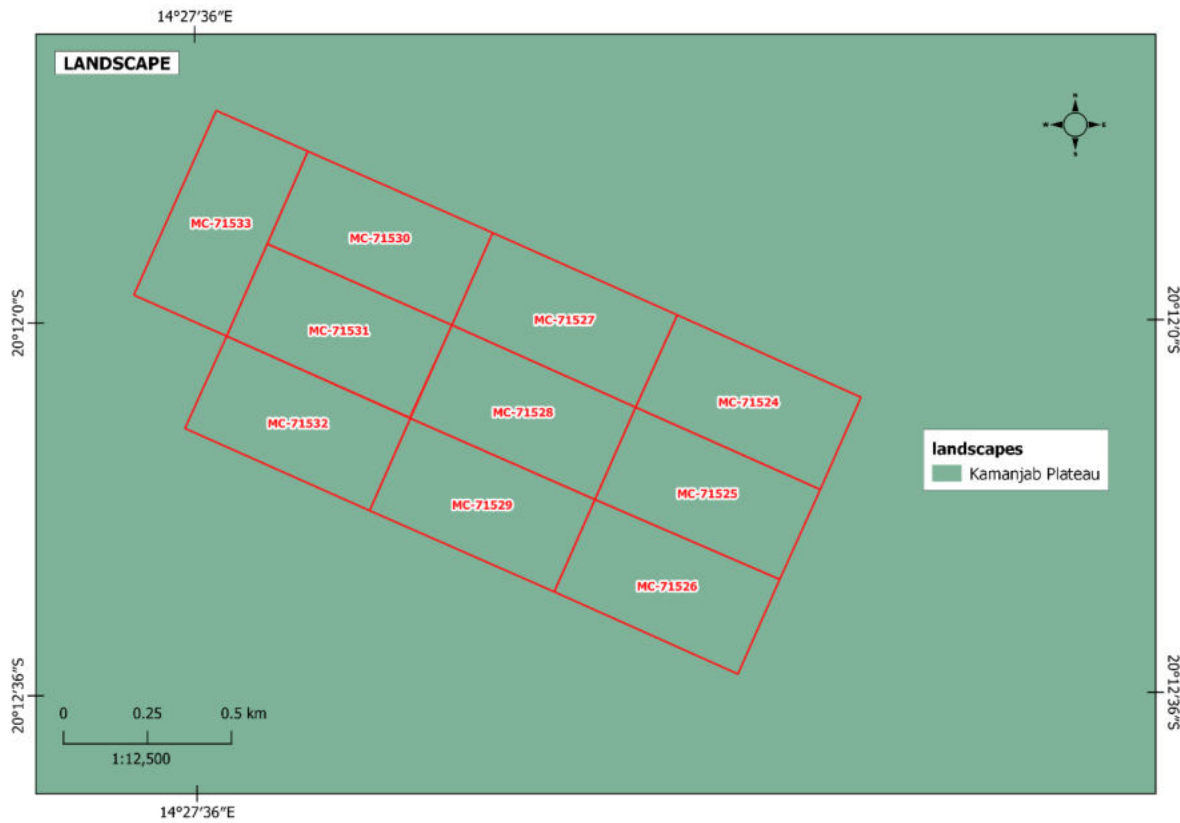 14°27′36″E
LANDSCAPE
N
W E
S
MC-71533
MC-71530
20°12′0″S
20°12′0″S
MC-71527
MC-71531
MC-71524
MC-71528
MC-71532
landscapes
Kamanjab Plateau
MC-71525
MC-71529
MC-71526
20°12′36″S
20°12′36″S
0 0.25 0.5 km
1:12,500
14°27′36″E